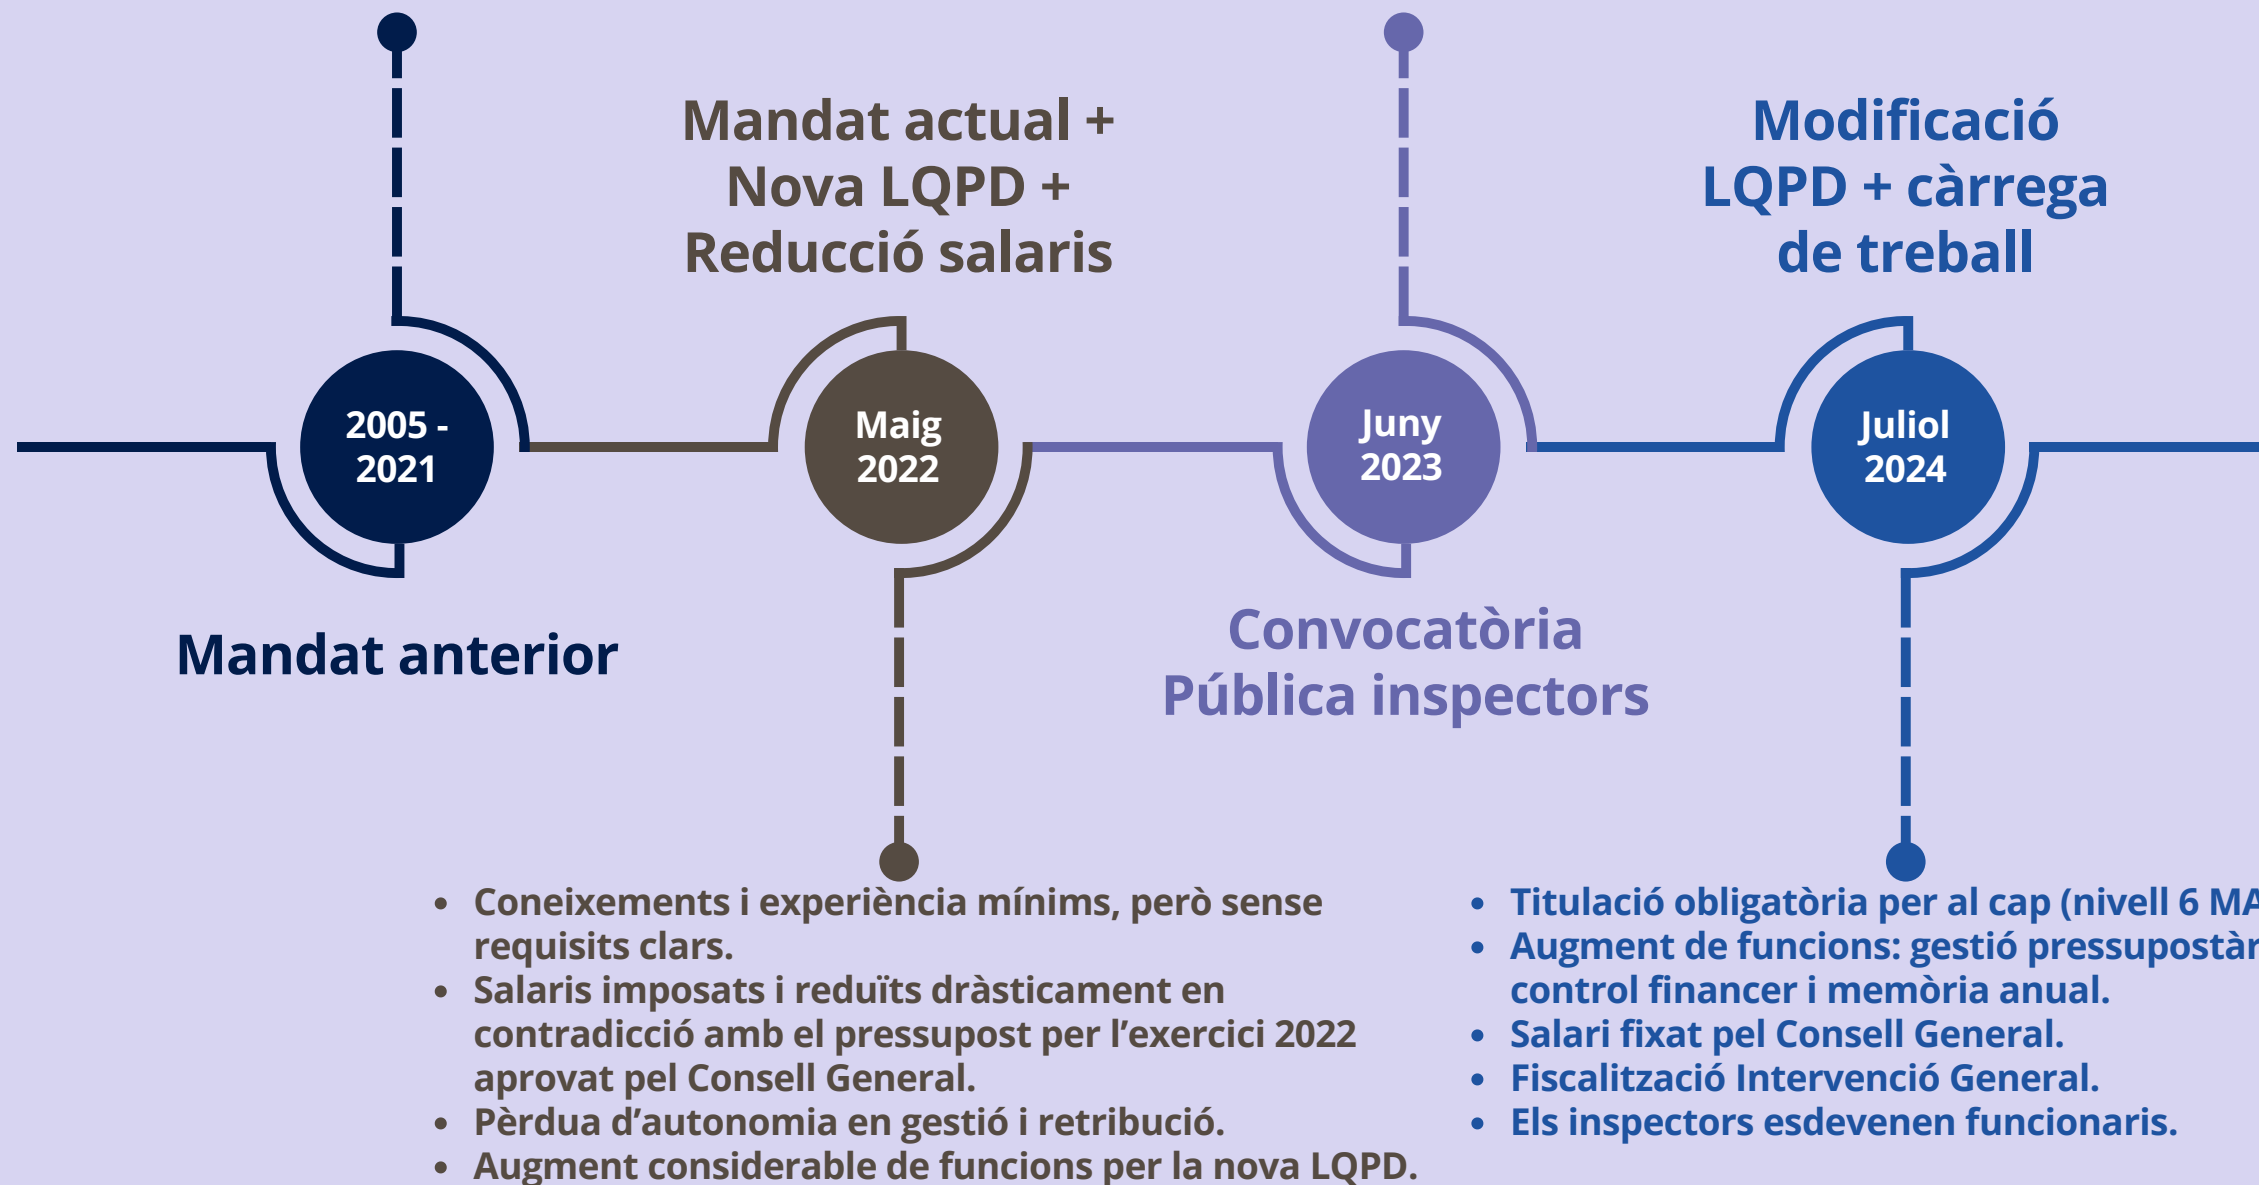 Mandat actual +
Nova LQPD +
Reducció salaris
Modificació
LQPD + càrrega
de treball
2005 -
2021
Maig
2022
Juny
2023
Juliol
2024
Mandat anterior
Convocatòria
Pública inspectors
• Coneixements i experiència mínims, però sense
requisits clars.
• Salaris imposats i reduïts dràsticament en
contradicció amb el pressupost per l’exercici 2022
aprovat pel Consell General.
• Pèrdua d’autonomia en gestió i retribució.
• Augment considerable de funcions per la nova LQPD.
• Titulació obligatòria per al cap (nivell 6
• Augment de funcions: gestió
control financer i memòria anual.
• Salari fixat pel Consell General.
• Fiscalització Intervenció General.
• Els inspectors esdevenen funcionaris.